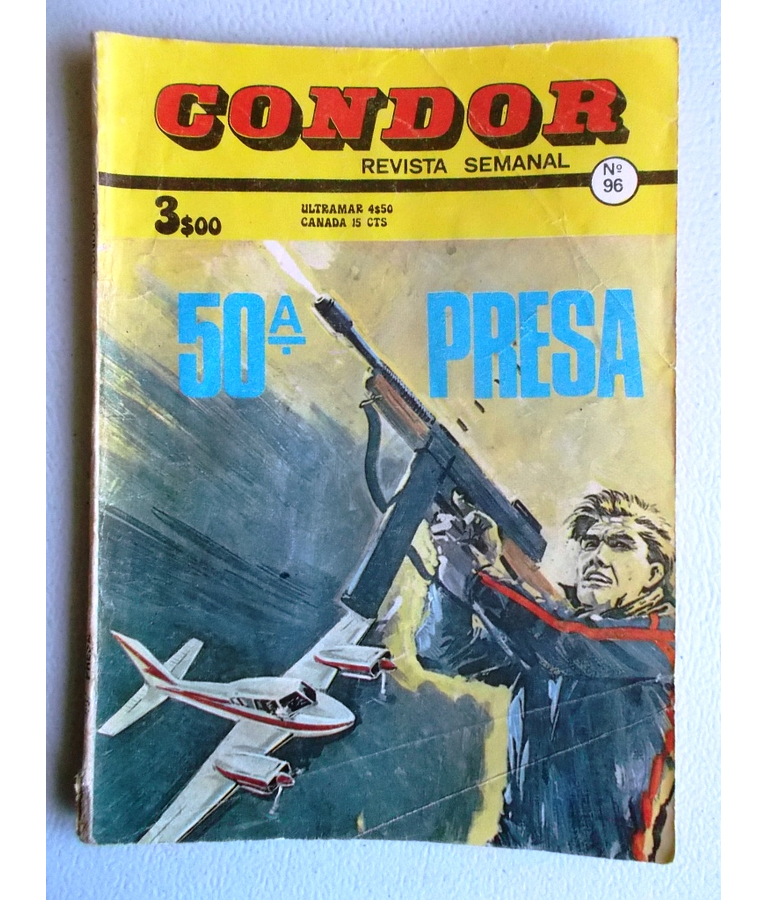 CONDOR
REVISTA SEMANAL
Nº
96
3$00
ULTRAMAR 4$50
CANADA 15 CTS
50ª PRESA